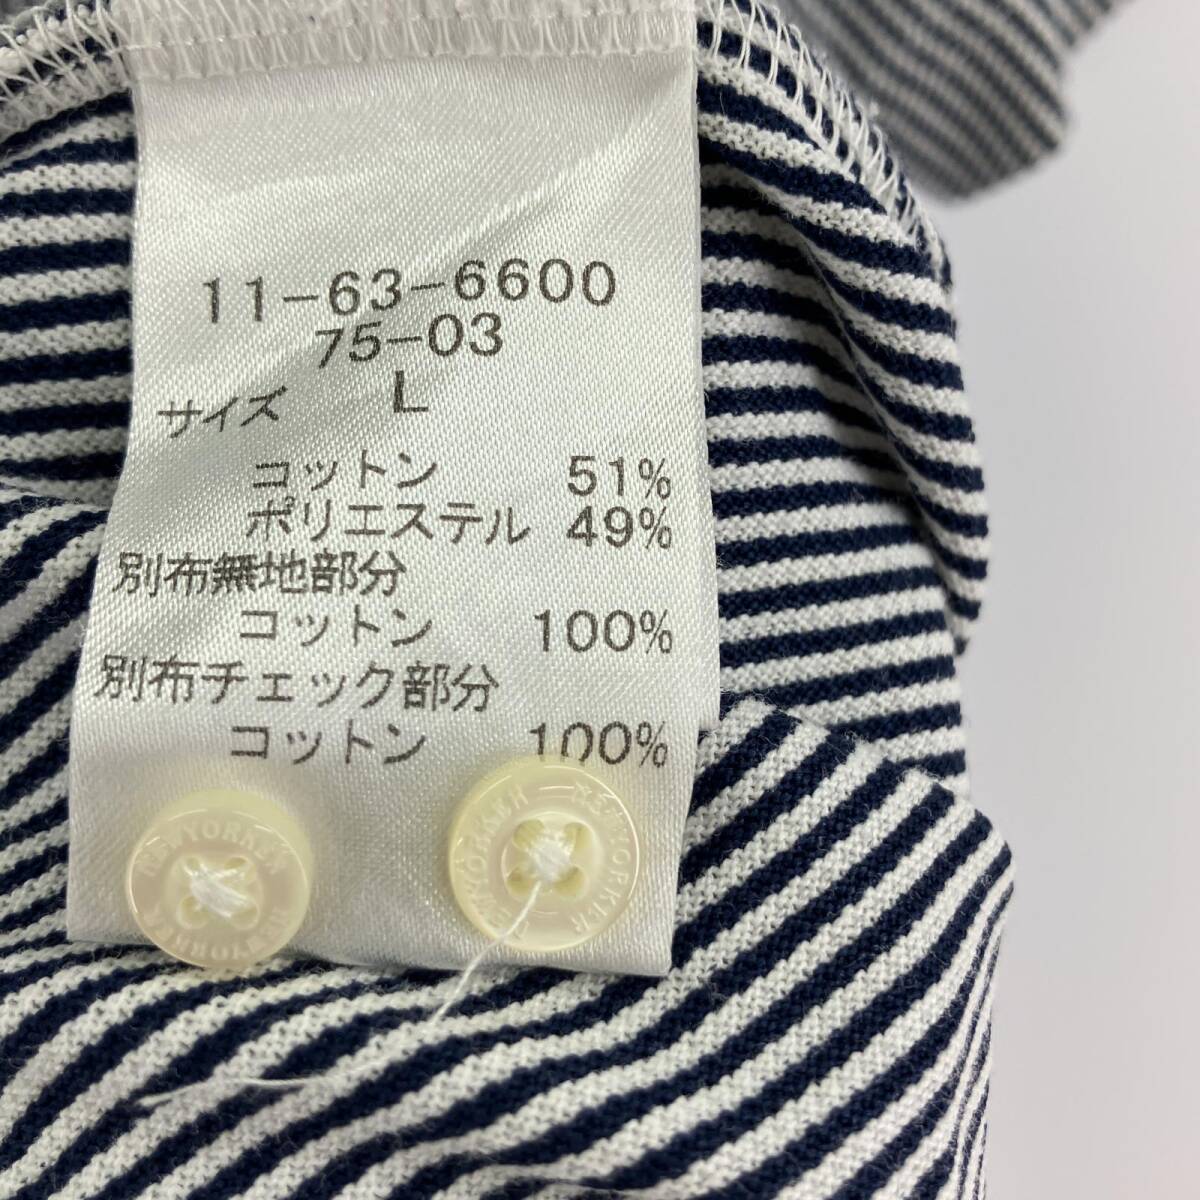 11-63-6600
75-03
サイズ L
コットン 51%
ポリエステル 49%
別布無地部分
コットン 100%
別布チェック部分
コットン 100%
NEWYORKER NEWYORKER
NEWYORKER NEWYORKER